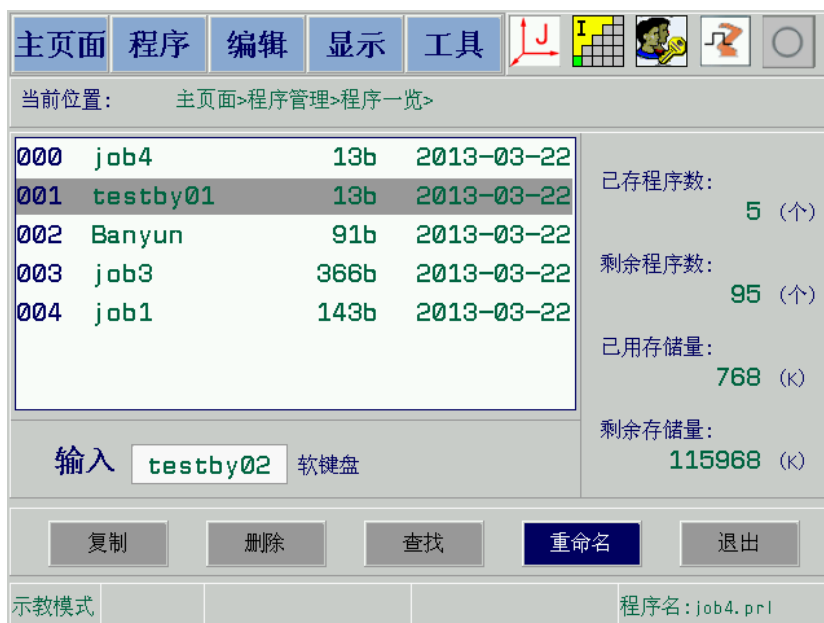 主页面 程序 编辑 显示 工具 J I
当前位置: 主页面>程序管理>程序一览>
000 job4 13b 2013-03-22
001 testby01 13b 2013-03-22
002 Banyun 91b 2013-03-22
003 job3 366b 2013-03-22
004 job1 143b 2013-03-22
已存程序数:
5 (个)
剩余程序数:
95 (个)
已用存储量:
768 (K)
剩余存储量:
115968 (K)
输入 testby02 软键盘
复制 删除 查找 重命名 退出
示教模式 程序名:job4.prl